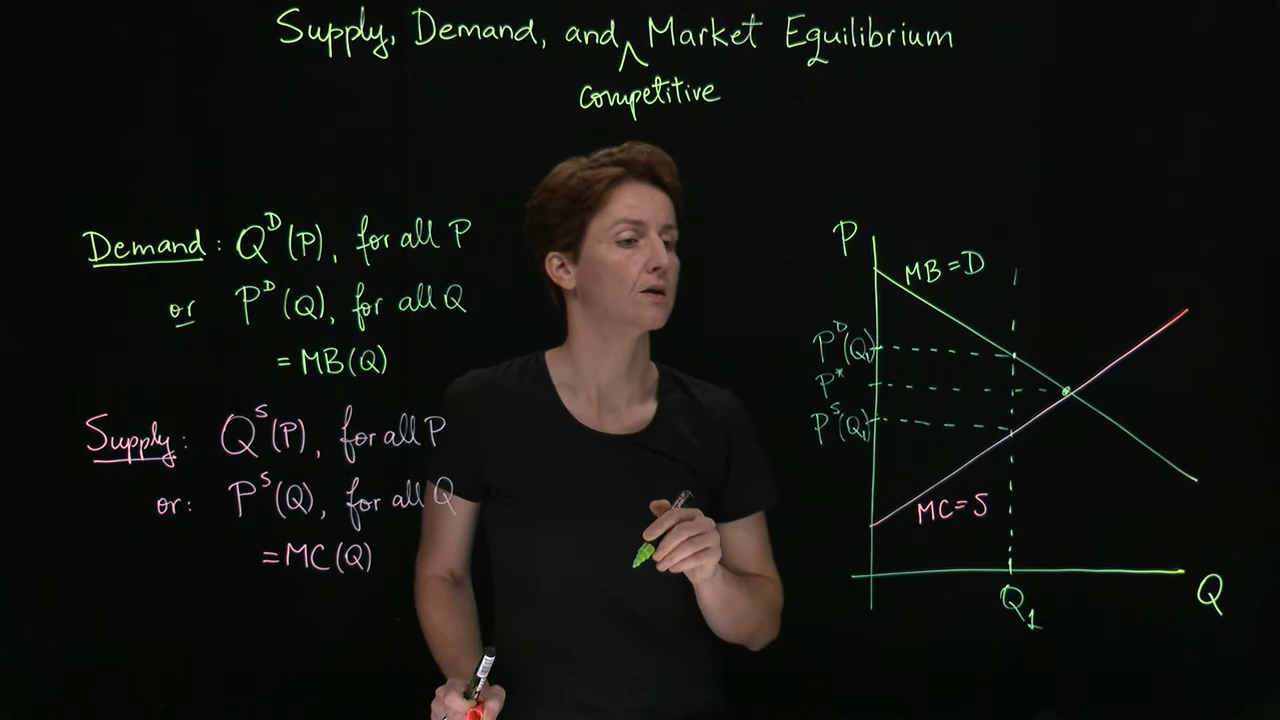 Supply, Demand, and Market Equilibrium
competitive
Demand: Q^D(P), for all P
or P^D(Q), for all Q
= MB(Q)
Supply: Q^S(P), for all P
or: P^S(Q), for all Q
= MC(Q)
P
MB = D
P^D(Q₁)
P*
P^S(Q₁)
MC = S
Q₁
Q